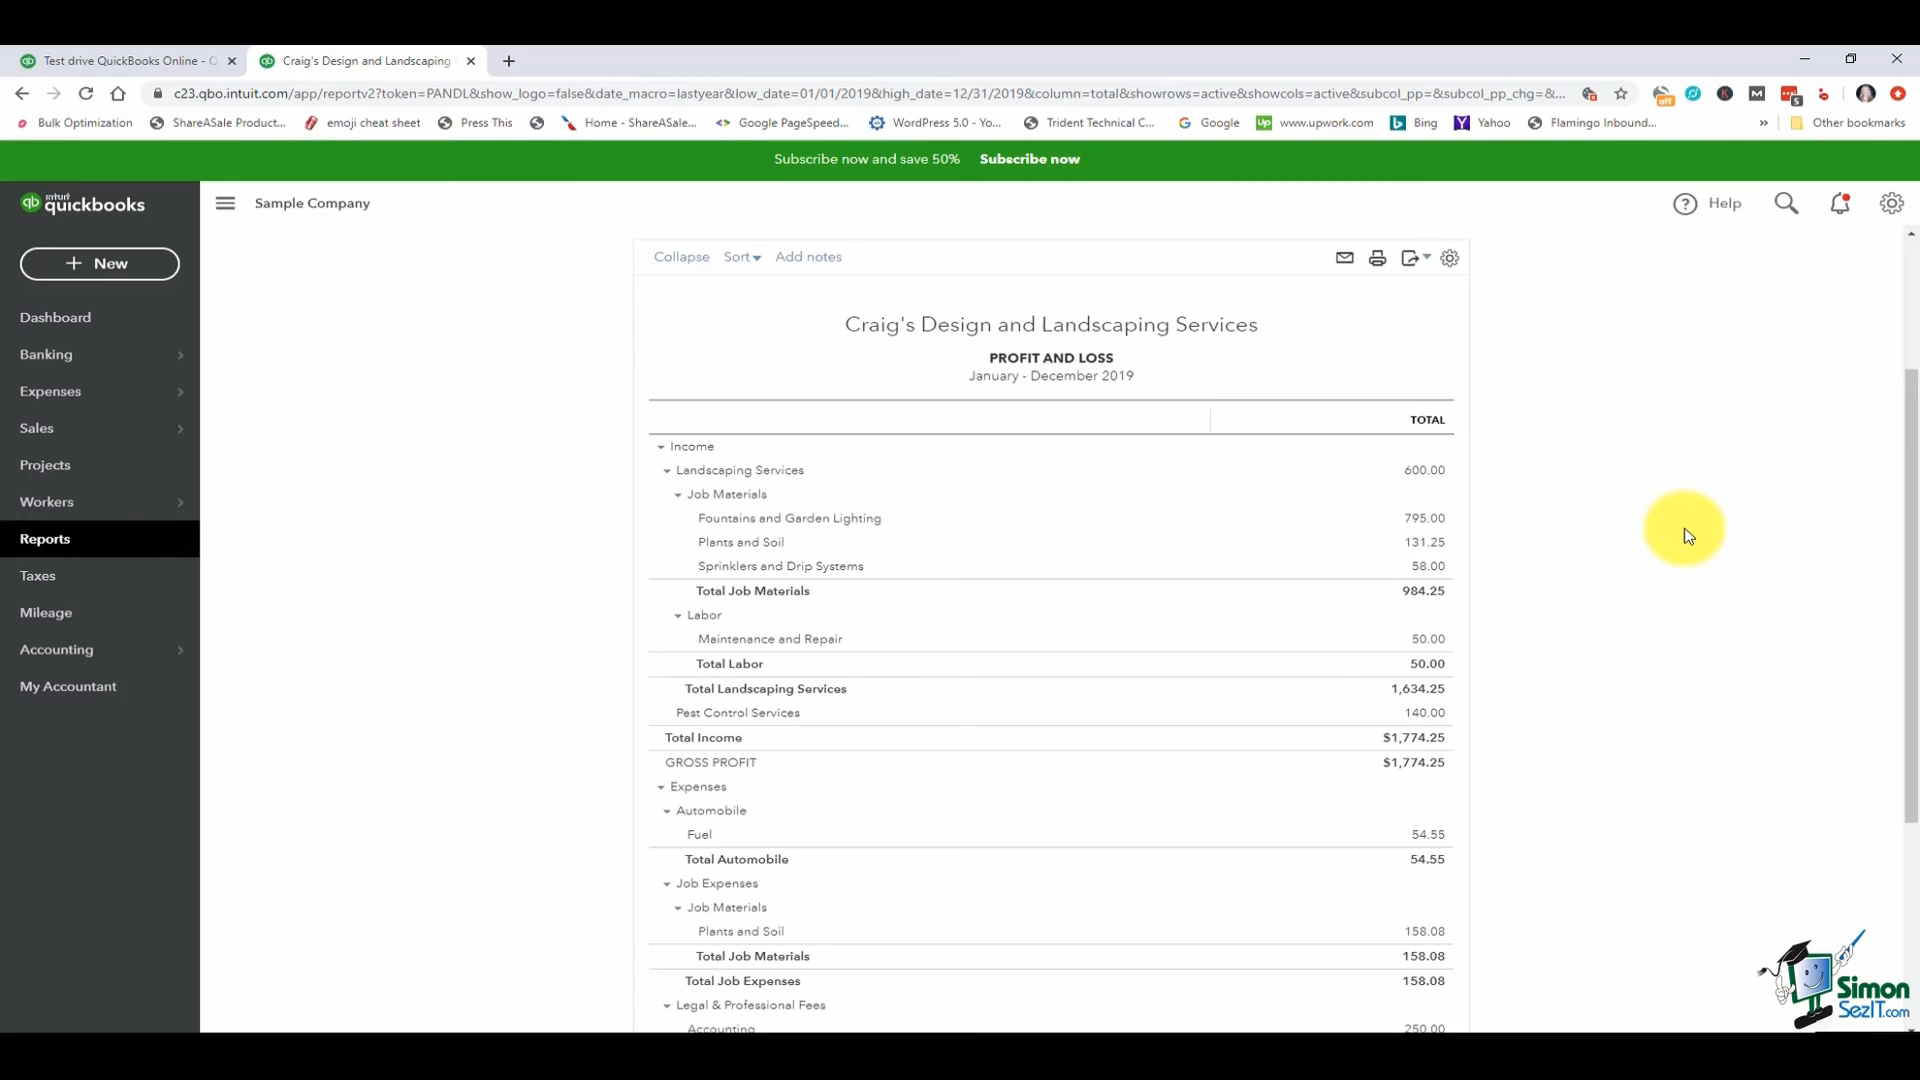 Test drive QuickBooks Online -
Craig's Design and Landscaping
c23.qbo.intuit.com/app/reportv2?token=PANDL&show_logo=false&date_macro=lastyear&low_date=01/01/2019&high_date=12/31/2019&column=total&showrows=active&showcols=active&subcol_pp=&subcol_pp_chg=&...
off
5
Bulk Optimization
ShareASale Product...
emoji cheat sheet
Press This
Home - ShareASale...
Google PageSpeed...
WordPress 5.0 - Yo...
Trident Technical C...
Google
www.upwork.com
Bing
Yahoo
Flamingo Inbound...
»
Other bookmarks
Subscribe now and save 50% Subscribe now
qb intuit quickbooks
Sample Company
Help
+ New
Dashboard
Banking
Expenses
Sales
Projects
Workers
Reports
Taxes
Mileage
Accounting
My Accountant
Collapse Sort Add notes
Craig's Design and Landscaping Services
PROFIT AND LOSS
January - December 2019
TOTAL
Income
Landscaping Services 600.00
Job Materials
Fountains and Garden Lighting 795.00
Plants and Soil 131.25
Sprinklers and Drip Systems 58.00
Total Job Materials 984.25
Labor
Maintenance and Repair 50.00
Total Labor 50.00
Total Landscaping Services 1,634.25
Pest Control Services 140.00
Total Income $1,774.25
GROSS PROFIT $1,774.25
Expenses
Automobile
Fuel 54.55
Total Automobile 54.55
Job Expenses
Job Materials
Plants and Soil 158.08
Total Job Materials 158.08
Total Job Expenses 158.08
Legal & Professional Fees
Accounting 250.00
Simon
SezIT.com